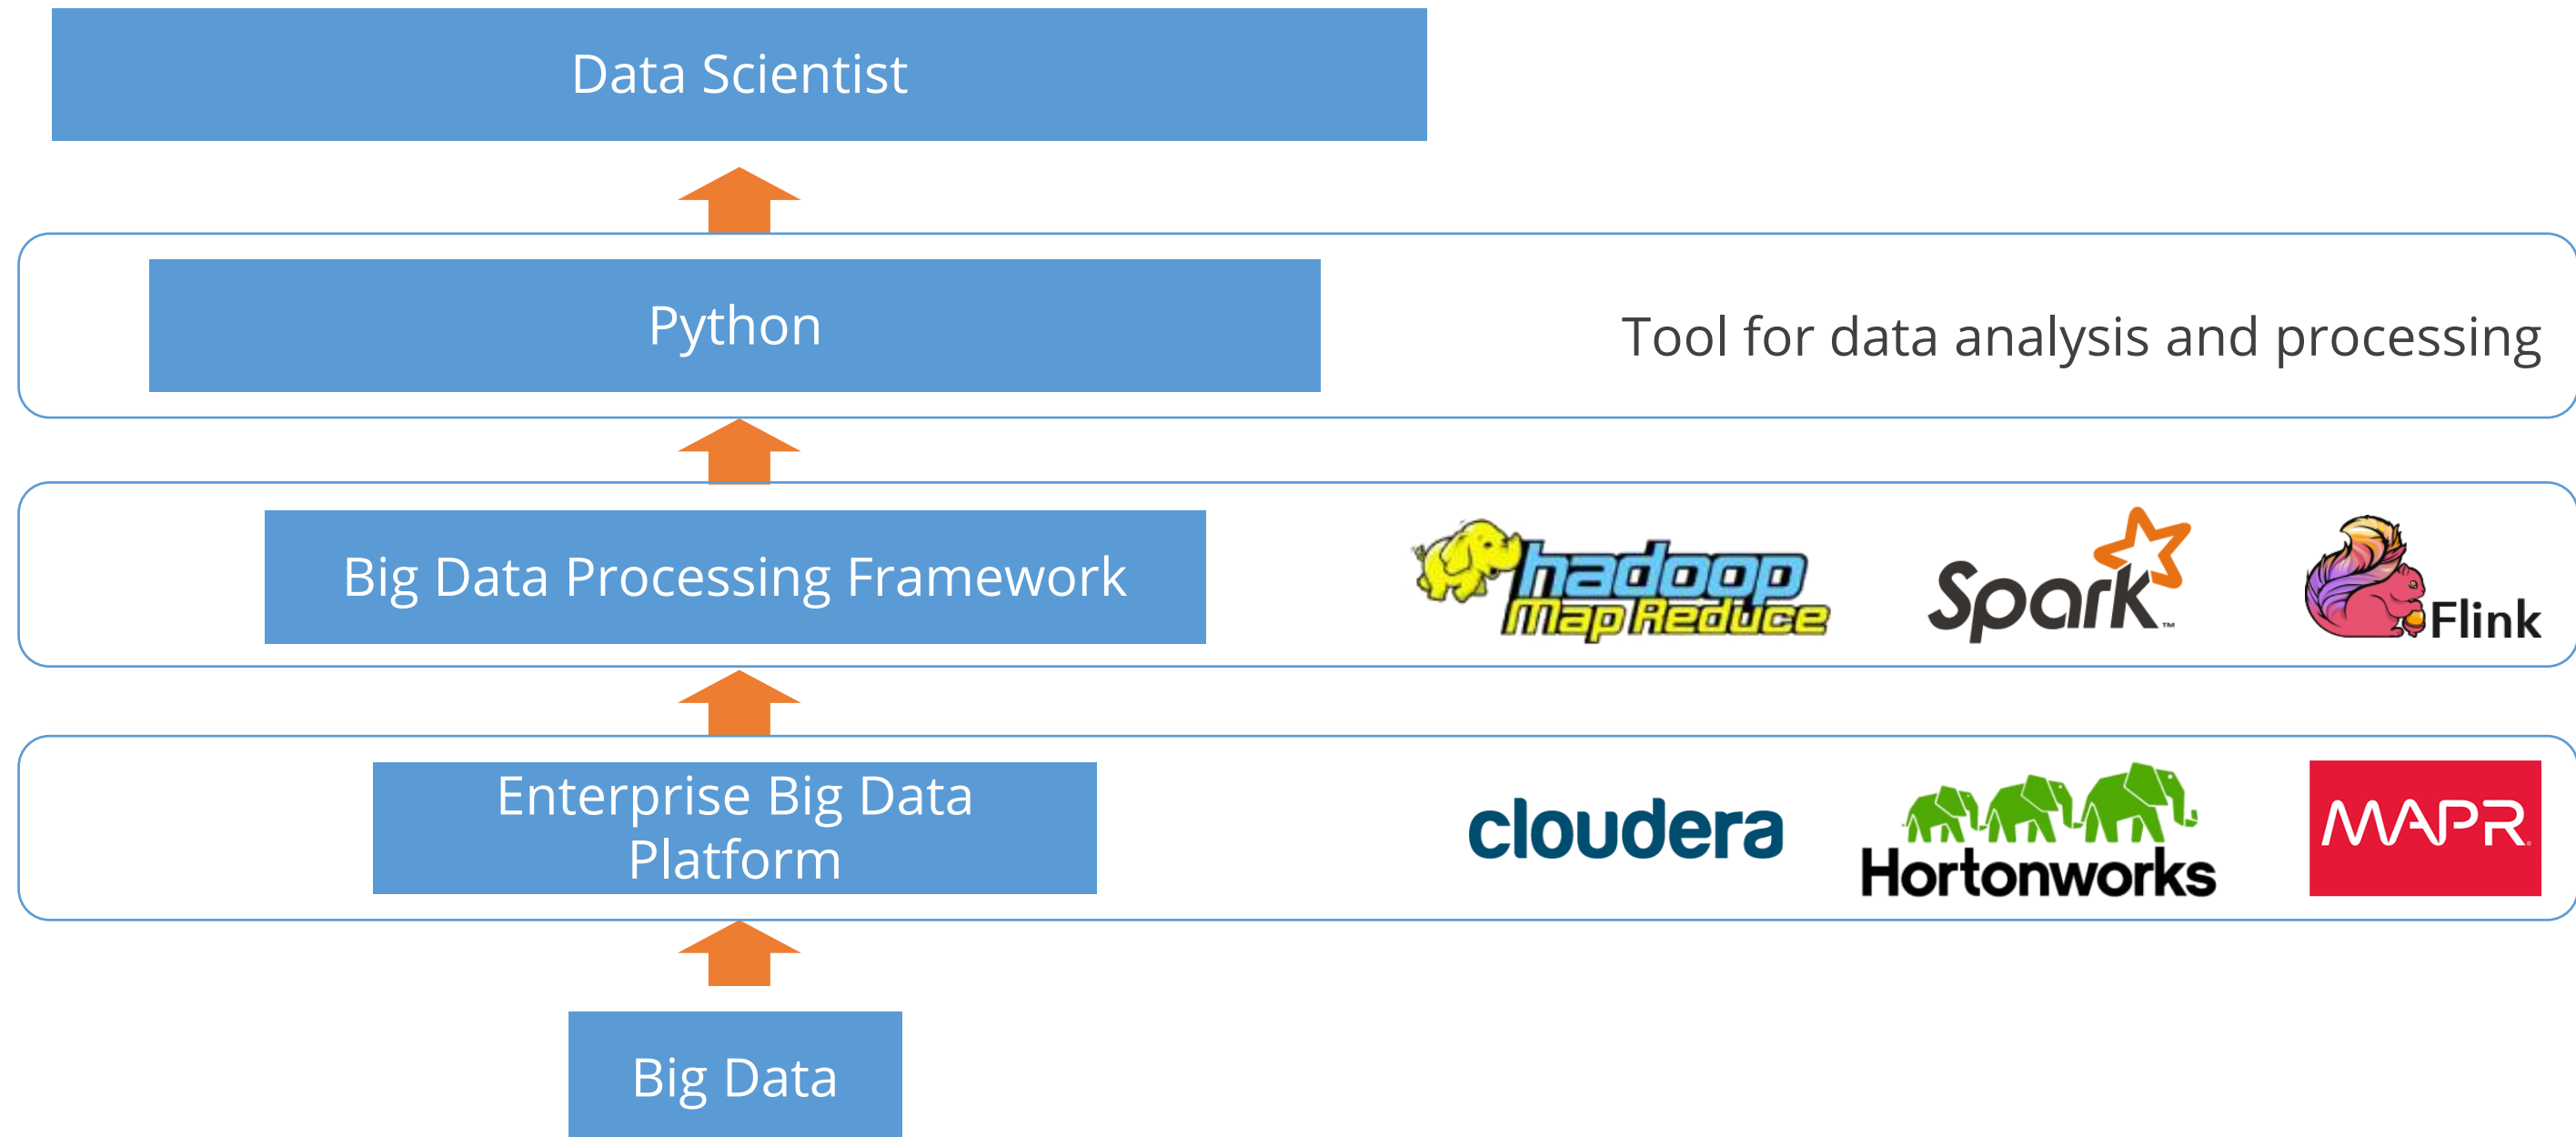 Data Scientist
Python
Tool for data analysis and processing
Big Data Processing Framework
hadoop
Map Reduce
Spark™
Flink
Enterprise Big Data
Platform
cloudera
Hortonworks
MAPR
Big Data